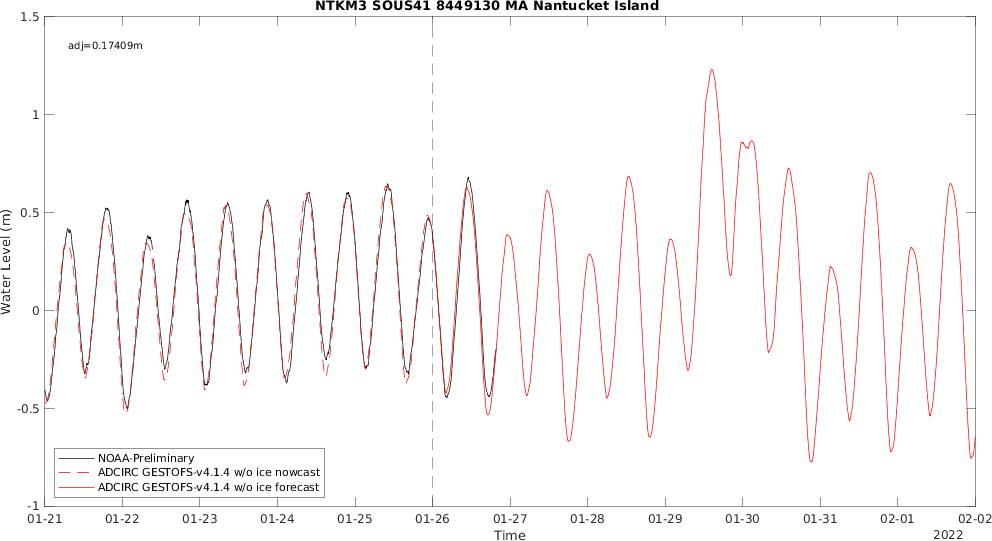 NTKM3 SOUS41 8449130 MA Nantucket Island
1.5
adj=0.17409m
1
0.5
Water Level (m)
0
-0.5
NOAA-Preliminary
ADCIRC GESTOFS-v4.1.4 w/o ice nowcast
ADCIRC GESTOFS-v4.1.4 w/o ice forecast
-1
01-21 01-22 01-23 01-24 01-25 01-26 01-27 01-28 01-29 01-30 01-31 02-01 02-02
Time
2022